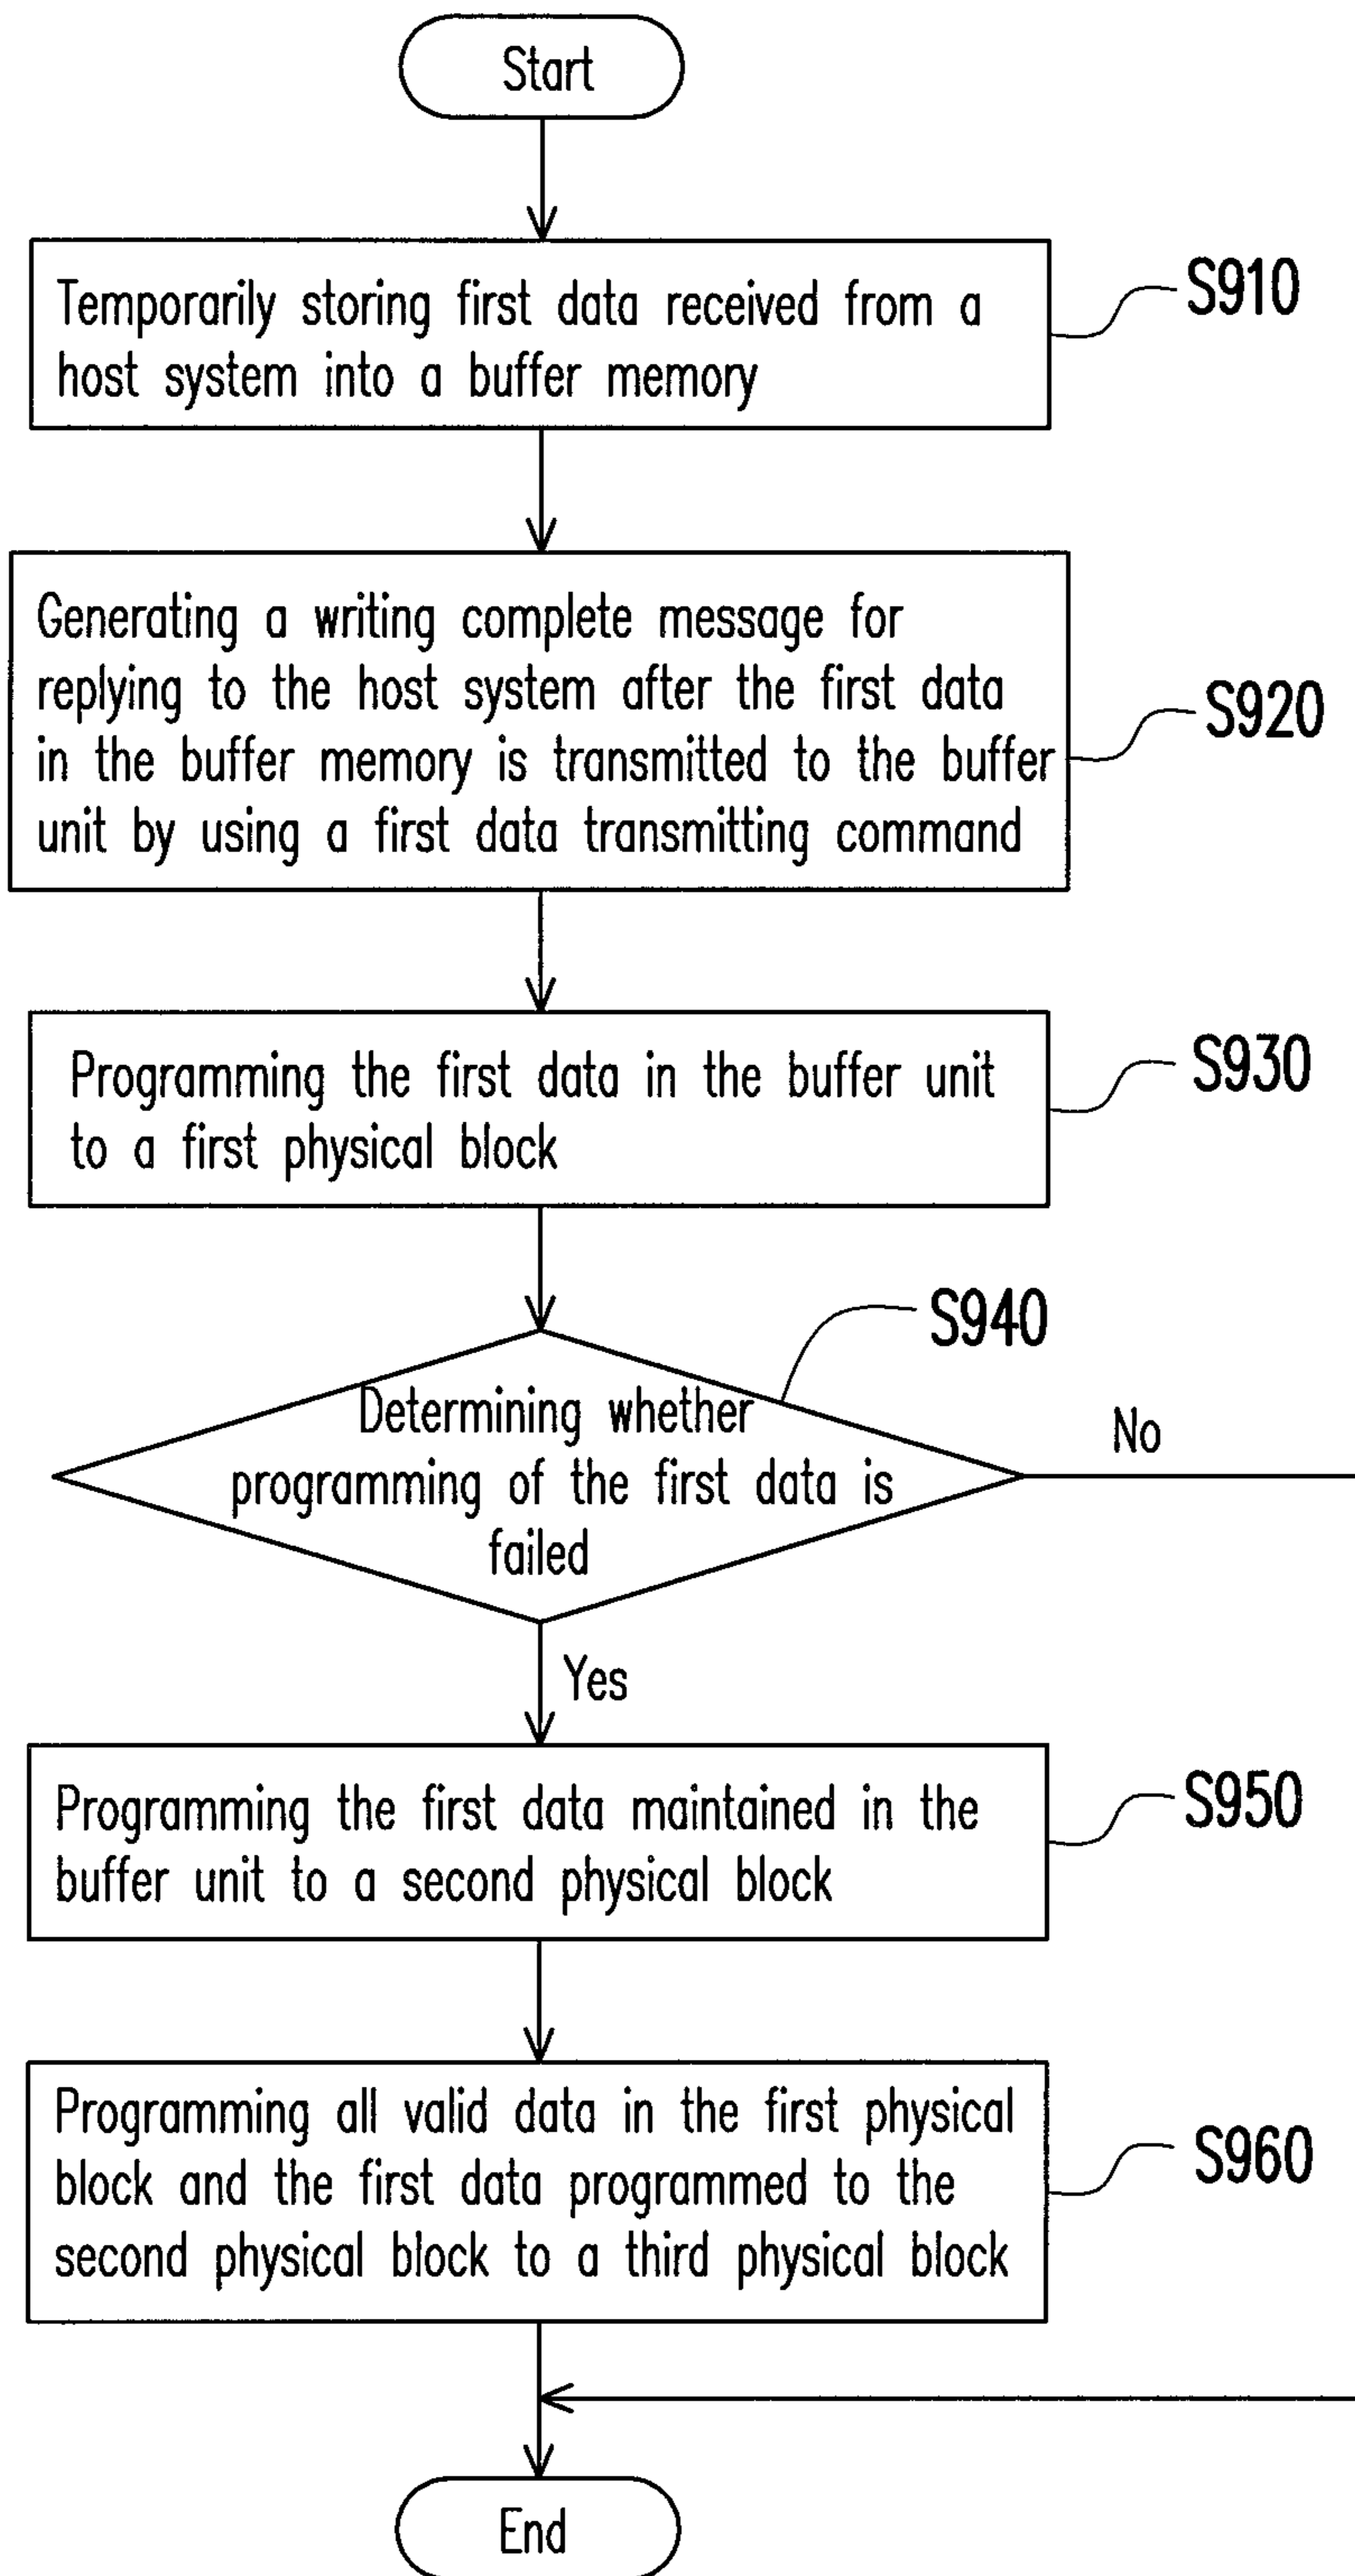 Start
Temporarily storing first data received from a
host system into a buffer memory
S910
Generating a writing complete message for
replying to the host system after the first data
in the buffer memory is transmitted to the buffer
unit by using a first data transmitting command
S920
Programming the first data in the buffer unit
to a first physical block
S930
S940
Determining whether
programming of the first data is
failed
No
Yes
Programming the first data maintained in the
buffer unit to a second physical block
S950
Programming all valid data in the first physical
block and the first data programmed to the
second physical block to a third physical block
S960
End